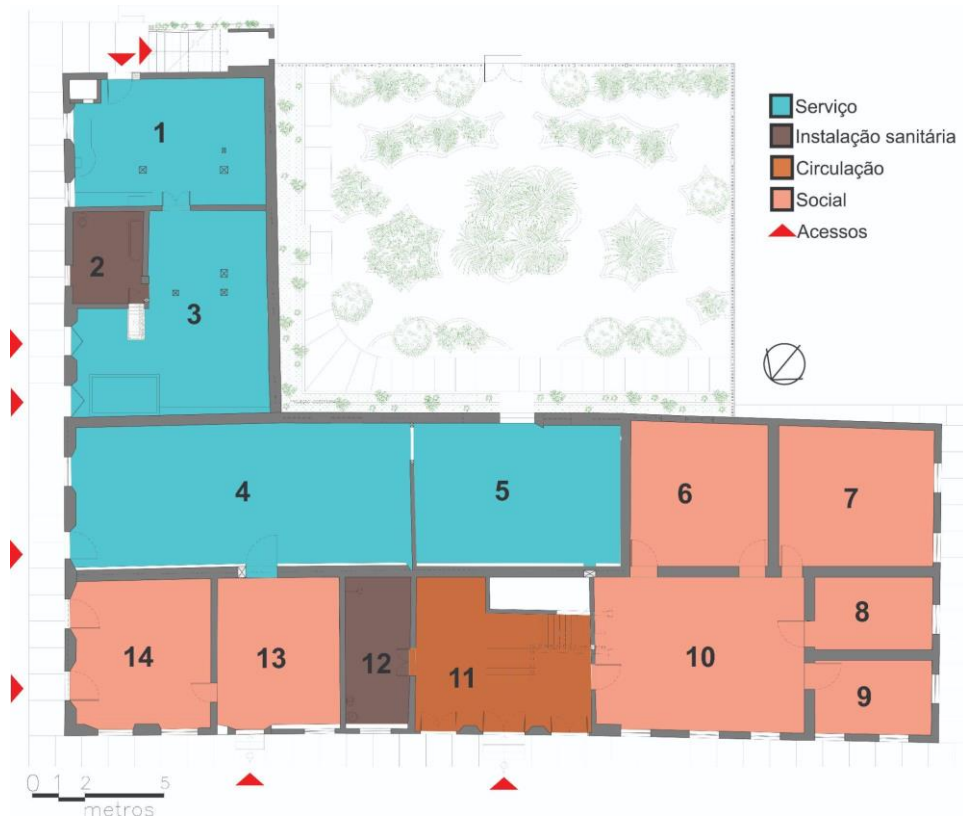 1
Serviço
Instalação sanitária
Circulação
Social
Acessos
2
3
4
5
6
7
8
9
10
11
12
13
14
0 1 2 5
metros